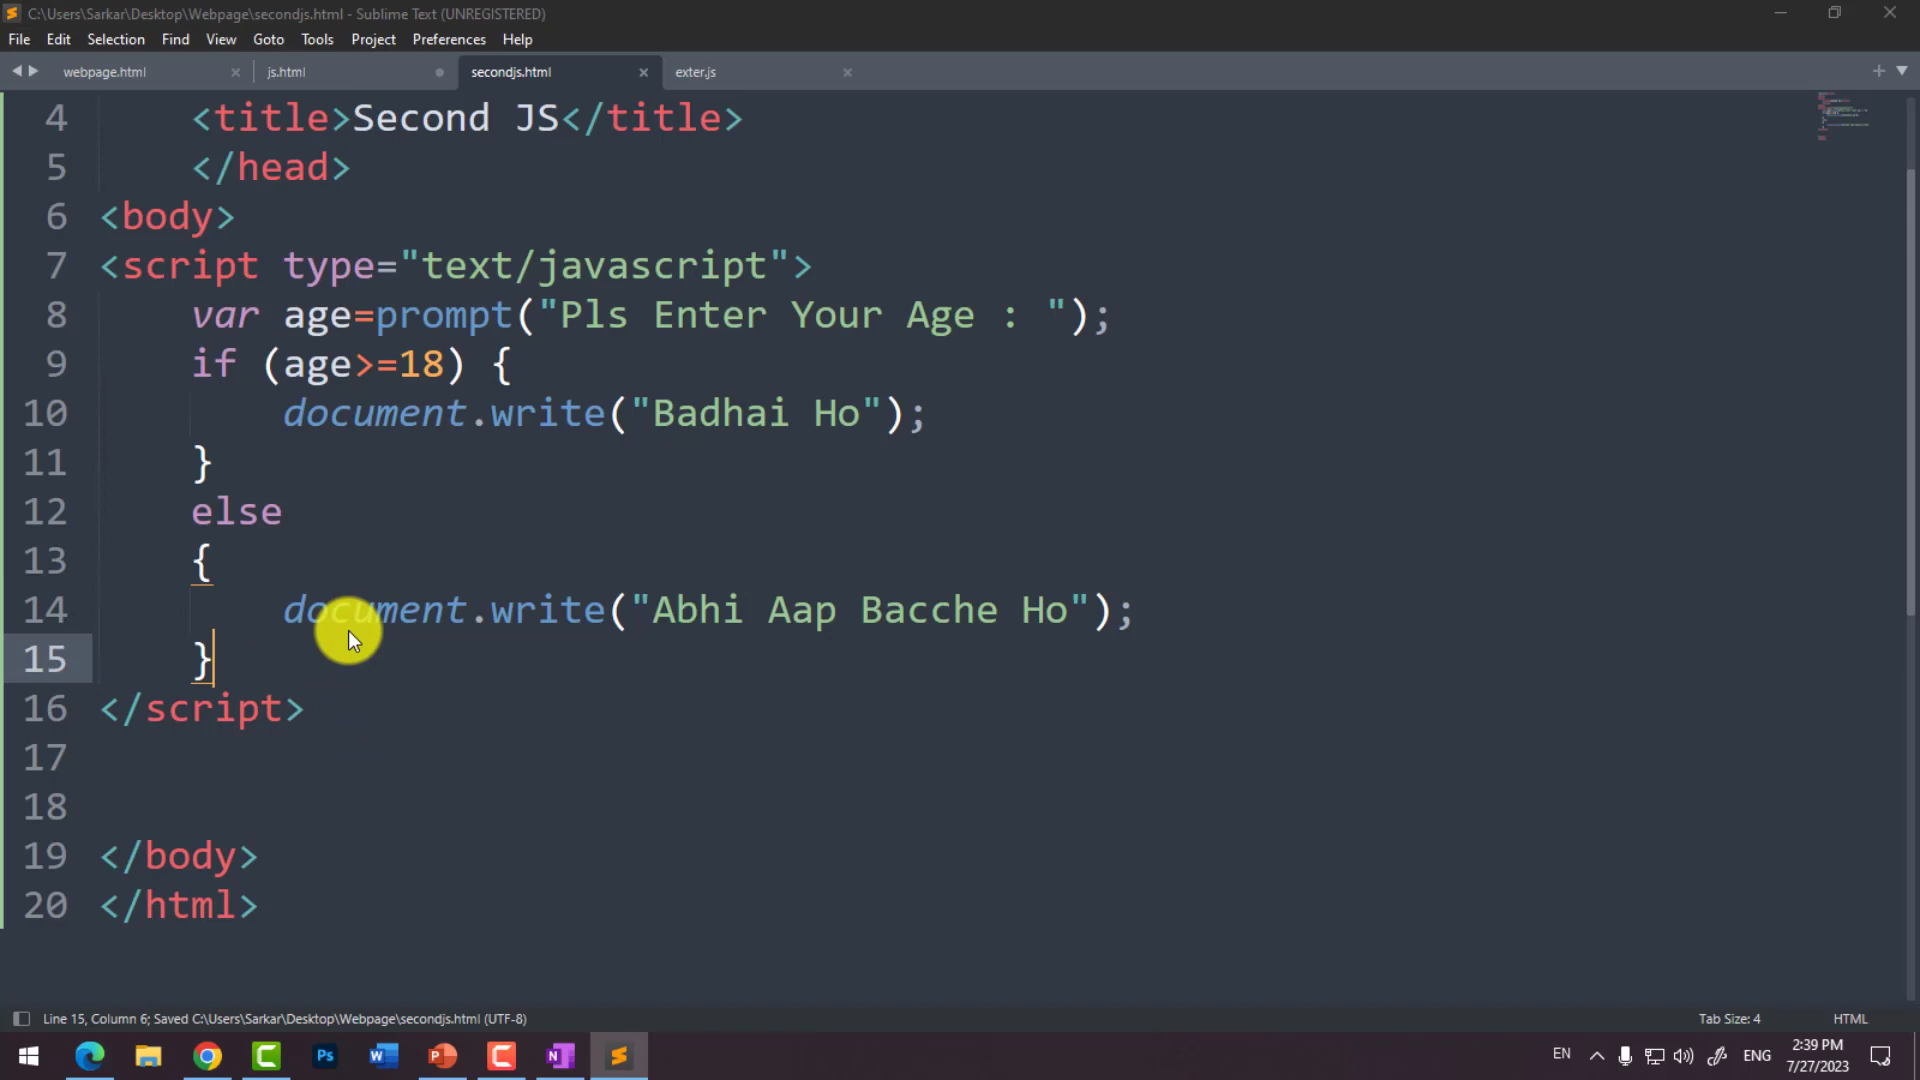 C:\Users\Sarkar\Desktop\Webpage\secondjs.html - Sublime Text (UNREGISTERED)
File Edit Selection Find View Goto Tools Project Preferences Help
webpage.html js.html secondjs.html exter.js
4 <title>Second JS</title>
5 </head>
6 <body>
7 <script type="text/javascript">
8 var age=prompt("Pls Enter Your Age : ");
9 if (age>=18) {
10 document.write("Badhai Ho");
11 }
12 else
13 {
14 document.write("Abhi Aap Bacche Ho");
15 }
16 </script>
17
18
19 </body>
20 </html>
Line 15, Column 6; Saved C:\Users\Sarkar\Desktop\Webpage\secondjs.html (UTF-8) Tab Size: 4 HTML
EN ENG 2:39 PM
7/27/2023